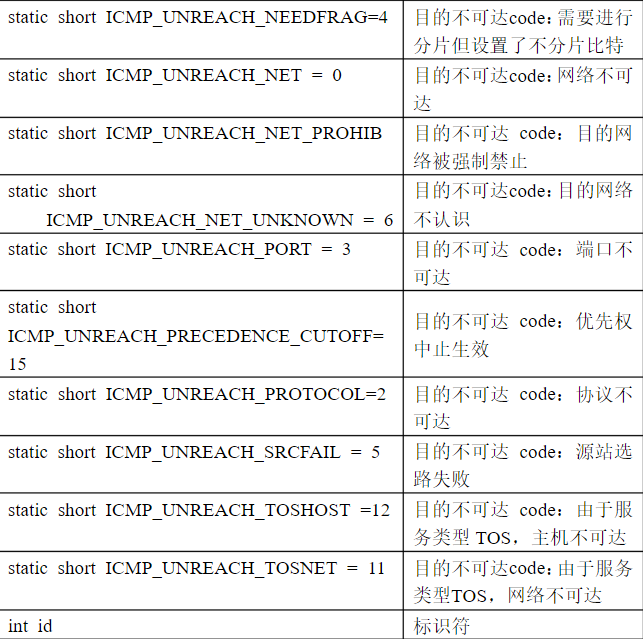 static short ICMP_UNREACH_NEEDFRAG=4
目的不可达code：需要进行
分片但设置了不分片比特
static short ICMP_UNREACH_NET = 0
目的不可达code：网络不可
达
static short ICMP_UNREACH_NET_PROHIB
目的不可达 code：目的网
络被强制禁止
static short
ICMP_UNREACH_NET_UNKNOWN = 6
目的不可达code：目的网络
不认识
static short ICMP_UNREACH_PORT = 3
目的不可达 code：端口不
可达
static short
ICMP_UNREACH_PRECEDENCE_CUTOFF=
15
目的不可达 code：优先权
中止生效
static short ICMP_UNREACH_PROTOCOL=2
目的不可达 code：协议不
可达
static short ICMP_UNREACH_SRCFAIL = 5
目的不可达 code：源站选
路失败
static short ICMP_UNREACH_TOSHOST =12
目的不可达 code：由于服
务类型 TOS，主机不可达
static short ICMP_UNREACH_TOSNET = 11
目的不可达code：由于服务
类型TOS，网络不可达
int id
标识符